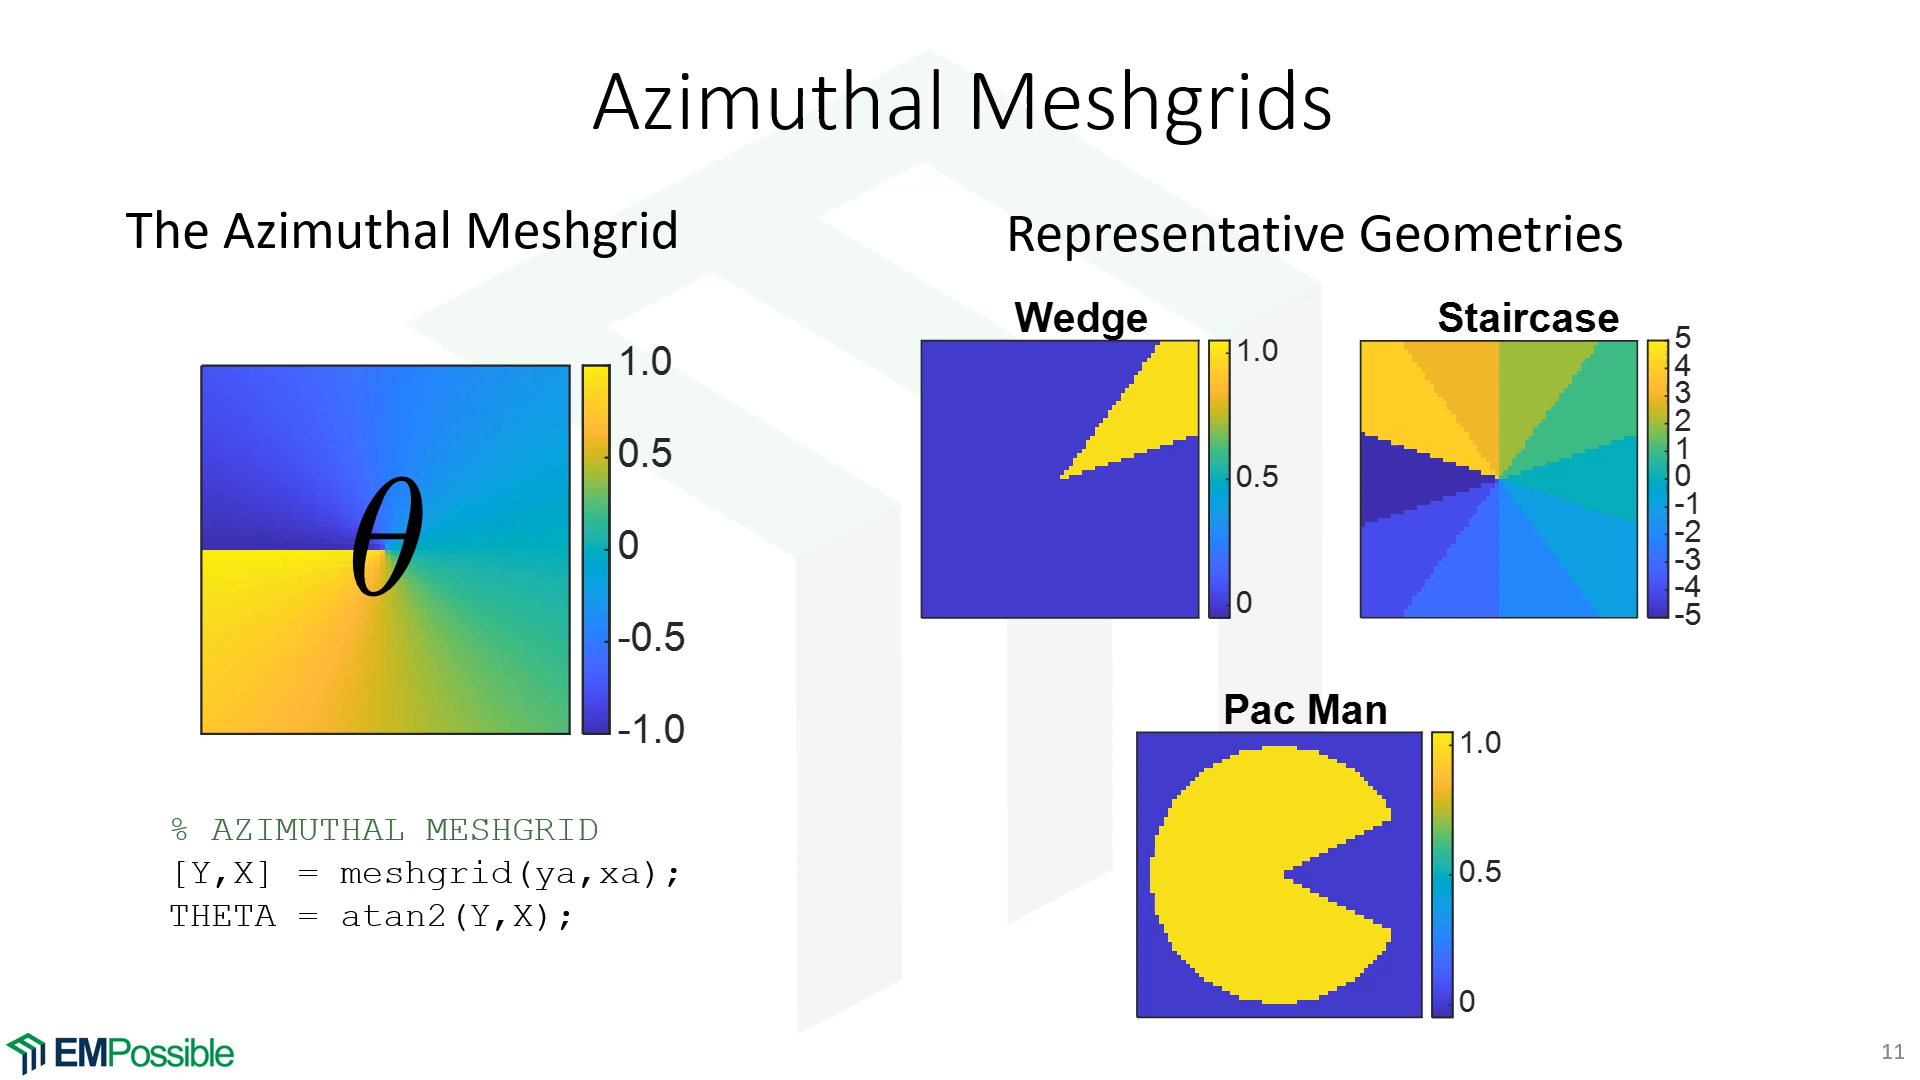 Azimuthal Meshgrids
The Azimuthal Meshgrid
θ
1.0
0.5
0
-0.5
-1.0
% AZIMUTHAL MESHGRID
[Y,X] = meshgrid(ya,xa);
THETA = atan2(Y,X);
Representative Geometries
Wedge
1.0
0.5
0
Staircase
5
4
3
2
1
0
-1
-2
-3
-4
-5
Pac Man
1.0
0.5
0
EMPossible
11